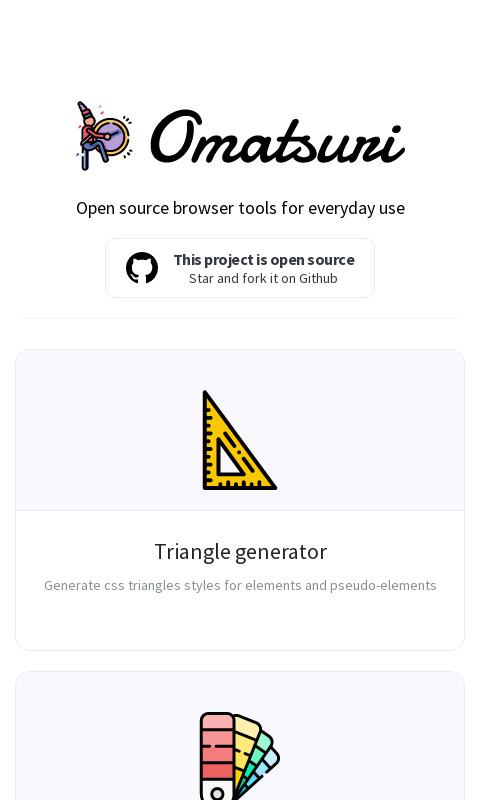 Omatsuri
Open source browser tools for everyday use
This project is open source
Star and fork it on Github
Triangle generator
Generate css triangles styles for elements and pseudo-elements